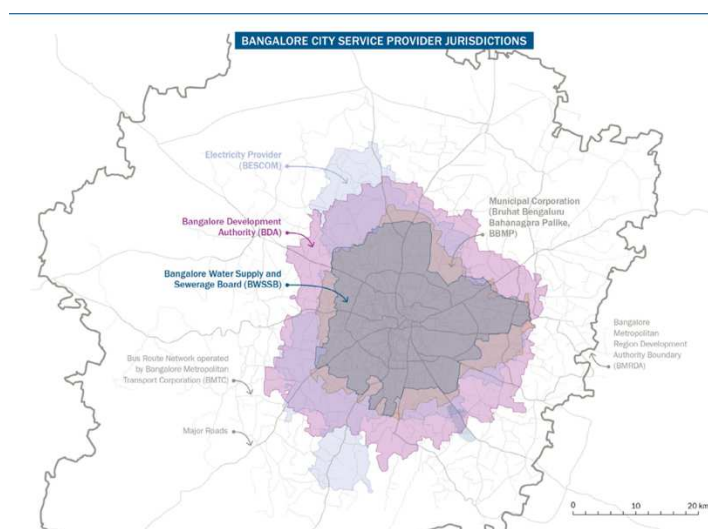 BANGALORE CITY SERVICE PROVIDER JURISDICTIONS
Electricity Provider
(BESCOM)
Municipal Corporation
(Bruhat Bengaluru
Bahanagara Palike,
BBMP)
Bangalore Development
Authority (BDA)
Bangalore Water Supply and
Sewerage Board (BWSSB)
Bangalore
Metropolitan
Region Development
Authority Boundary
(BMRDA)
Bus Route Network operated
by Bangalore Metropolitan
Transport Corporation (BMTC)
Major Roads
0 10 20 km